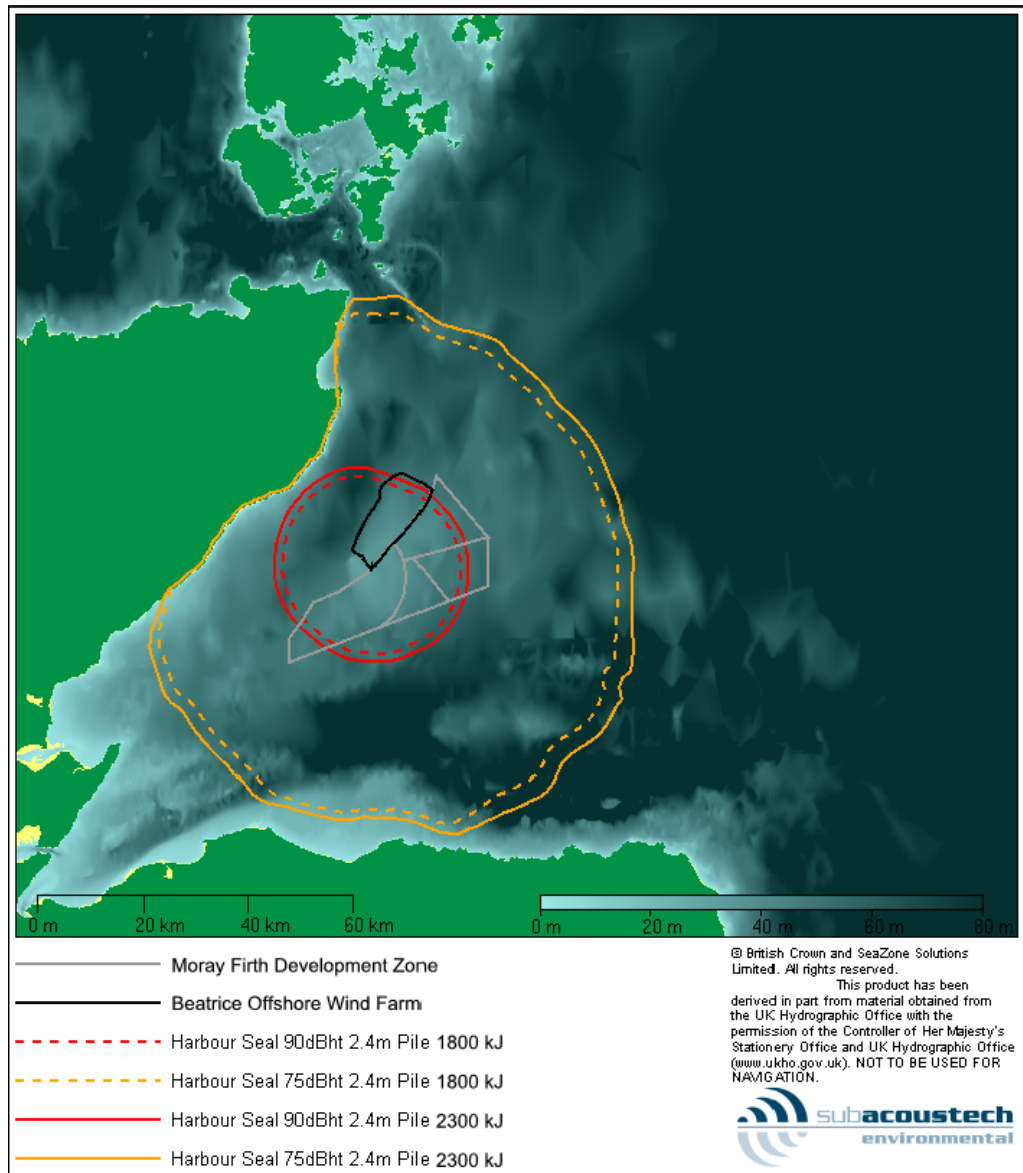 0 m 20 km 40 km 60 km 0 m 20 m 40 m 60 m 80 m
Moray Firth Development Zone
Beatrice Offshore Wind Farm
Harbour Seal 90dBht 2.4m Pile 1800 kJ
Harbour Seal 75dBht 2.4m Pile 1800 kJ
Harbour Seal 90dBht 2.4m Pile 2300 kJ
Harbour Seal 75dBht 2.4m Pile 2300 kJ
© British Crown and SeaZone Solutions
Limited. All rights reserved.
This product has been
derived in part from material obtained from
the UK Hydrographic Office with the
permission of the Controller of Her Majesty's
Stationery Office and UK Hydrographic Office
(www.ukho.gov.uk). NOT TO BE USED FOR
NAVIGATION.
subacoustech
environmental